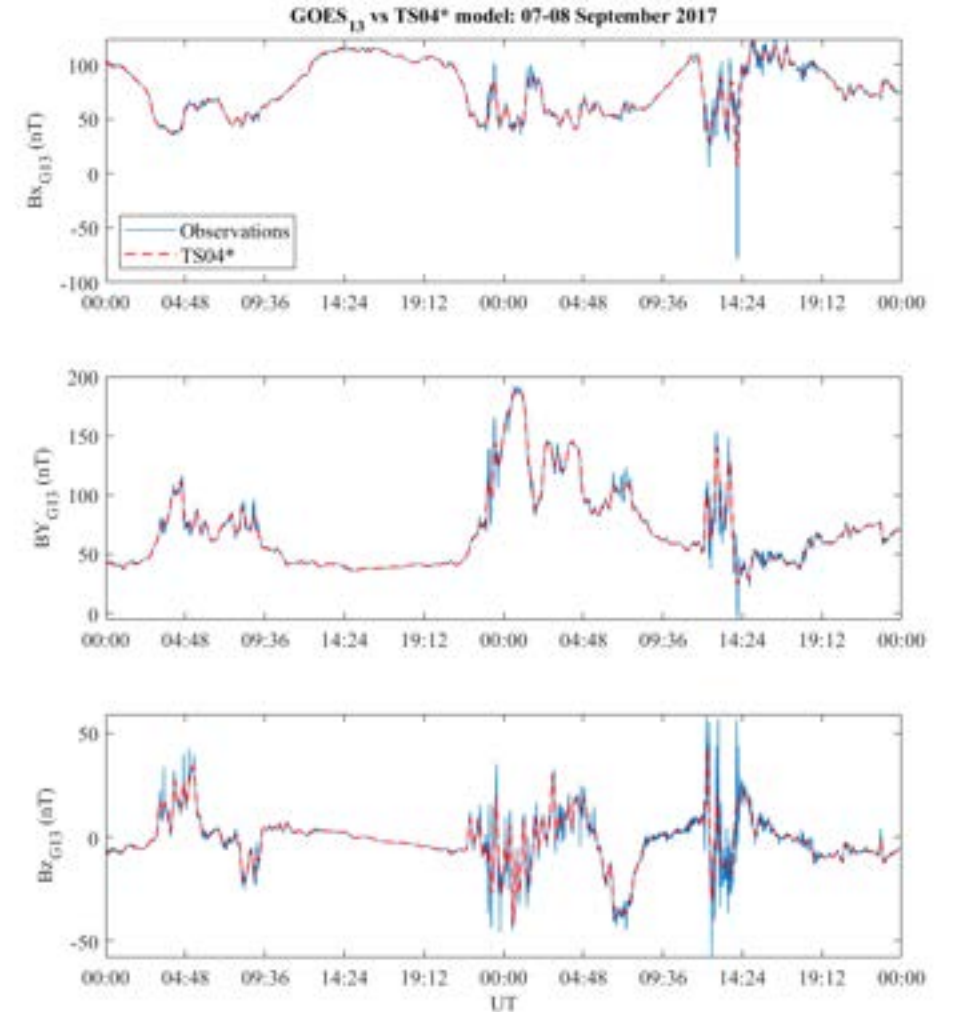 GOES13 vs TS04* model: 07-08 September 2017
100
50
0
-50
-100
BxG13 (nT)
Observations
TS04*
00:00 04:48 09:36 14:24 19:12 00:00 04:48 09:36 14:24 19:12 00:00
200
150
100
50
0
BYG13 (nT)
00:00 04:48 09:36 14:24 19:12 00:00 04:48 09:36 14:24 19:12 00:00
50
0
-50
BzG13 (nT)
00:00 04:48 09:36 14:24 19:12 00:00 04:48 09:36 14:24 19:12 00:00
UT